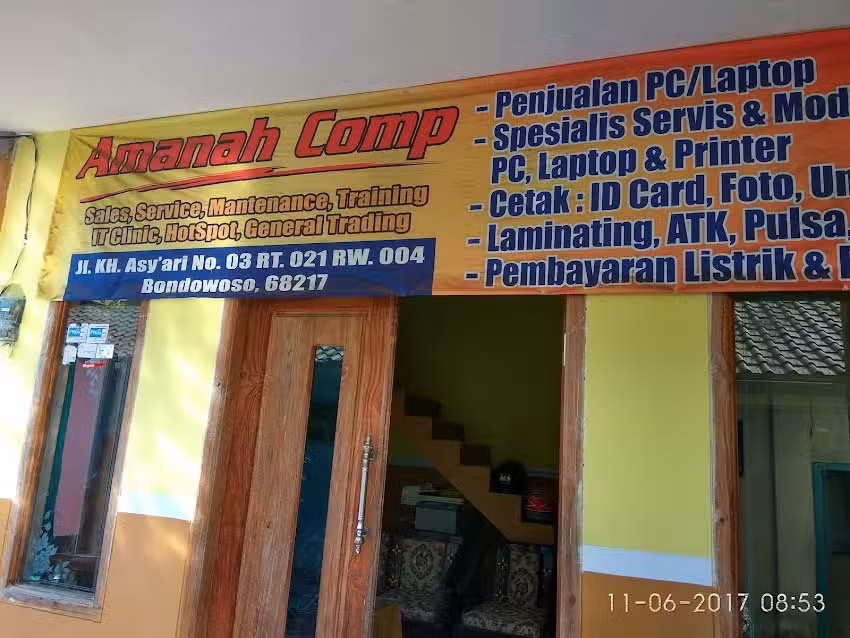 Amanah Comp
Sales, Service, Mantenance, Training
IT Clinic, HotSpot, General Trading
Jl. KH. Asy'ari No. 03 RT. 021 RW. 004
Bondowoso, 68217
- Penjualan PC/Laptop
- Spesialis Servis & Mod
PC, Laptop & Printer
- Cetak : ID Card, Foto, Un
- Laminating, ATK, Pulsa,
- Pembayaran Listrik &
11-06-2017 08:53